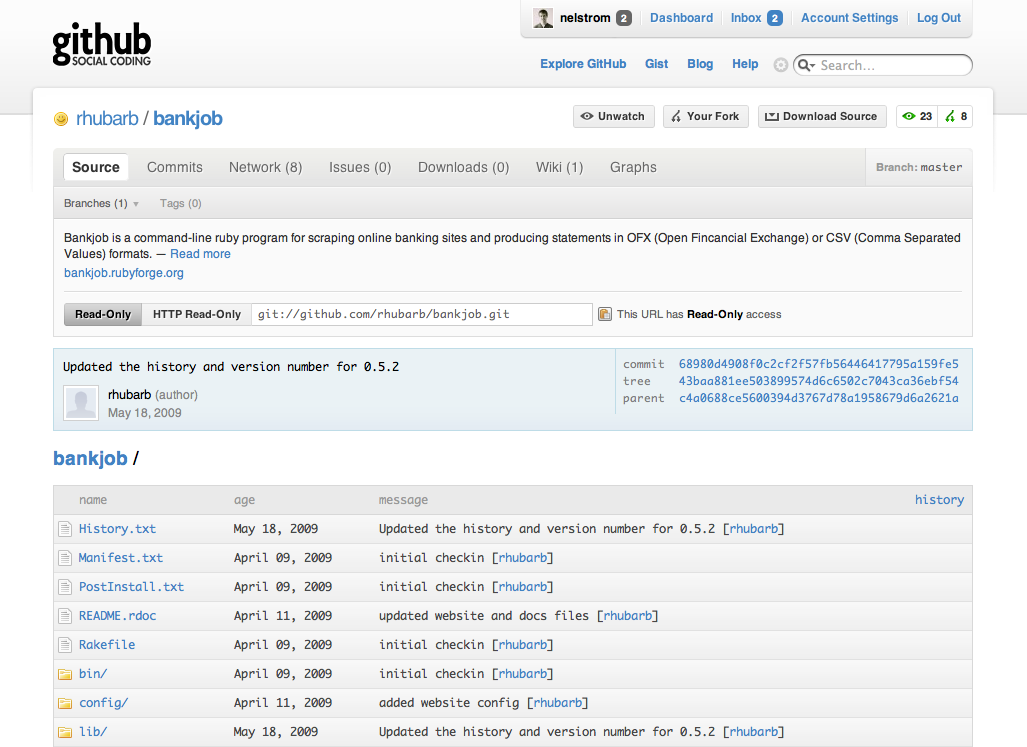 nelstrom 2 Dashboard Inbox 2 Account Settings Log Out
github
SOCIAL CODING
Explore GitHub Gist Blog Help Search...
rhubarb / bankjob Unwatch Your Fork Download Source 23 8
Source Commits Network (8) Issues (0) Downloads (0) Wiki (1) Graphs Branch: master
Branches (1) Tags (0)
Bankjob is a command-line ruby program for scraping online banking sites and producing statements in OFX (Open Fincancial Exchange) or CSV (Comma Separated
Values) formats. — Read more
bankjob.rubyforge.org
Read-Only HTTP Read-Only git://github.com/rhubarb/bankjob.git This URL has Read-Only access
Updated the history and version number for 0.5.2
rhubarb (author)
May 18, 2009
commit 68980d4908f0c2cf2f57fb56446417795a159fe5
tree 43baa881ee503899574d6c6502c7043ca36ebf54
parent c4a0688ce5600394d3767d78a1958679d6a2621a
bankjob /
name age message history
History.txt May 18, 2009 Updated the history and version number for 0.5.2 [rhubarb]
Manifest.txt April 09, 2009 initial checkin [rhubarb]
PostInstall.txt April 09, 2009 initial checkin [rhubarb]
README.rdoc April 11, 2009 updated website and docs files [rhubarb]
Rakefile April 09, 2009 initial checkin [rhubarb]
bin/ April 09, 2009 initial checkin [rhubarb]
config/ April 11, 2009 added website config [rhubarb]
lib/ May 18, 2009 Updated the history and version number for 0.5.2 [rhubarb]